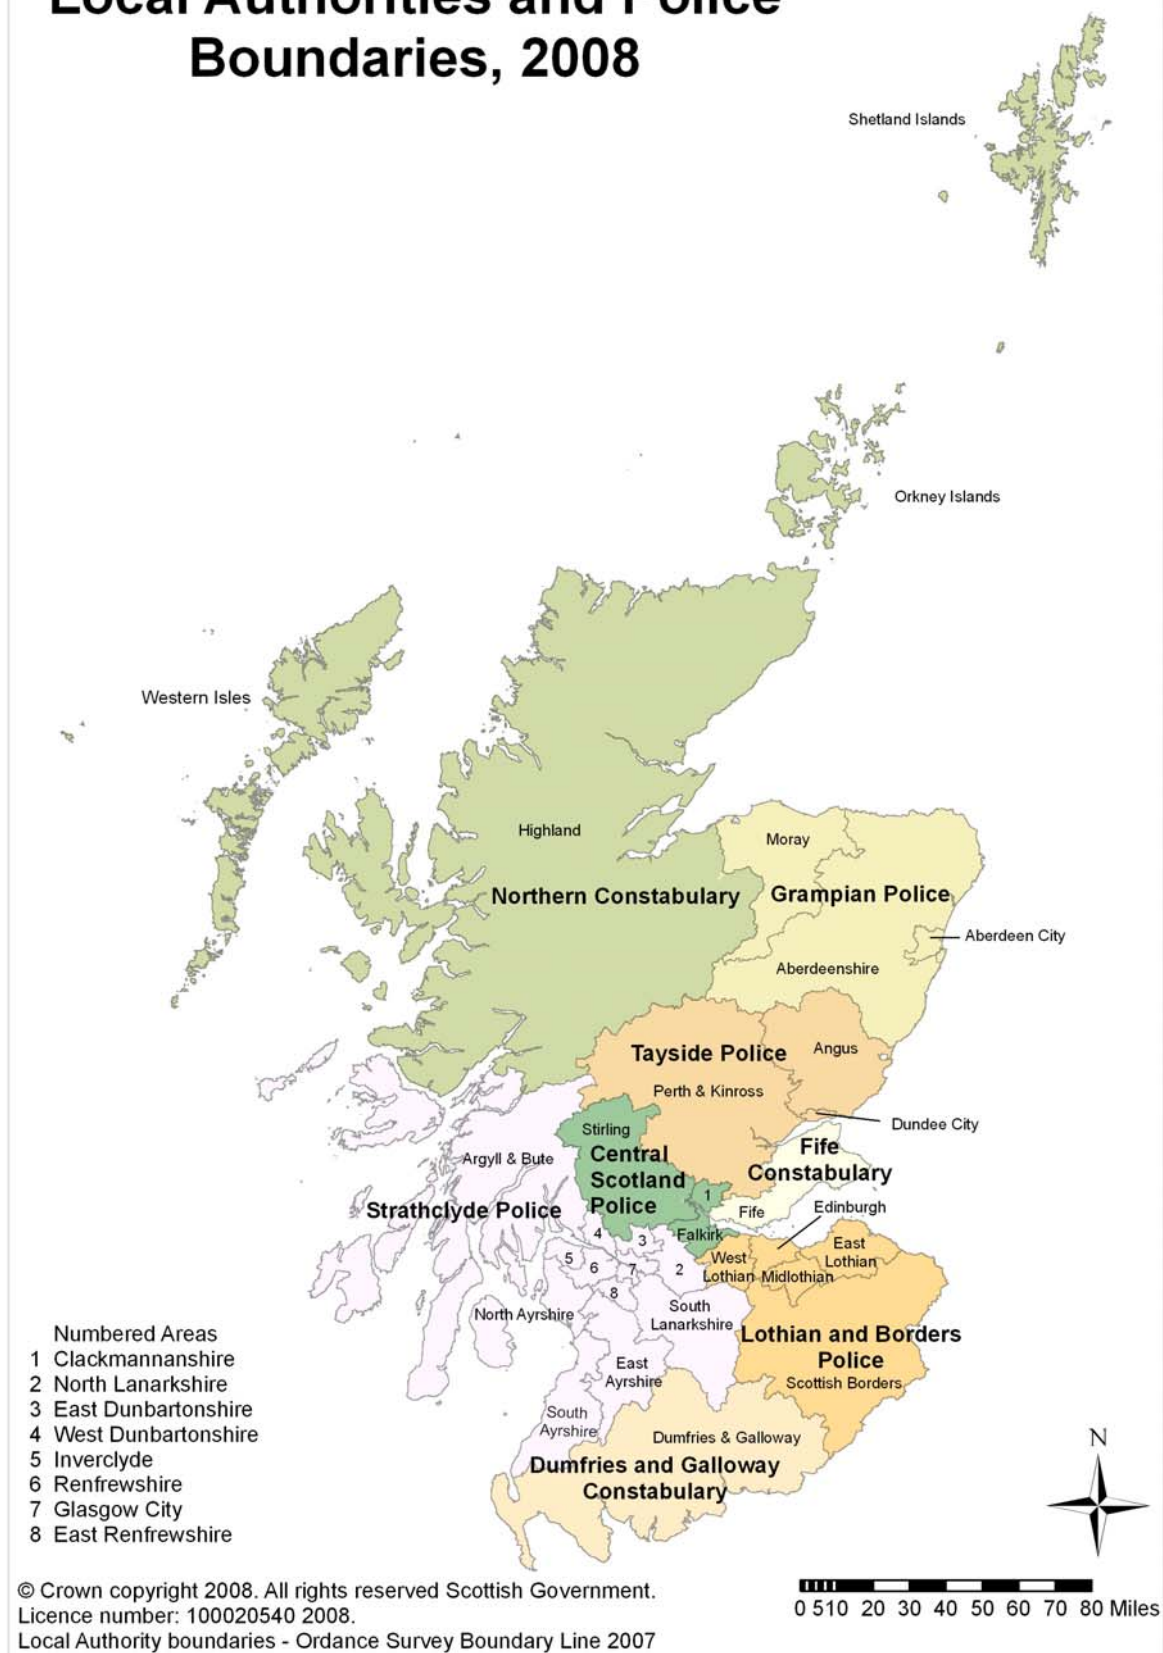 Local Authorities and Police
Boundaries, 2008
Shetland Islands
Orkney Islands
Western Isles
Highland
Moray
Northern Constabulary
Grampian Police
Aberdeen City
Aberdeenshire
Tayside Police
Angus
Perth & Kinross
Dundee City
Stirling
Fife
Constabulary
Central
Scotland
Police
Argyll & Bute
1
Strathclyde Police
Fife
Edinburgh
4
3
Falkirk
East
Lothian
5
6
7
2
West
Lothian
Midlothian
8
North Ayrshire
South
Lanarkshire
Lothian and Borders
Police
East
Ayrshire
Scottish Borders
South
Ayrshire
Dumfries & Galloway
Dumfries and Galloway
Constabulary
Numbered Areas
1 Clackmannanshire
2 North Lanarkshire
3 East Dunbartonshire
4 West Dunbartonshire
5 Inverclyde
6 Renfrewshire
7 Glasgow City
8 East Renfrewshire
N
0 5 10 20 30 40 50 60 70 80 Miles
© Crown copyright 2008. All rights reserved Scottish Government.
Licence number: 100020540 2008.
Local Authority boundaries - Ordance Survey Boundary Line 2007